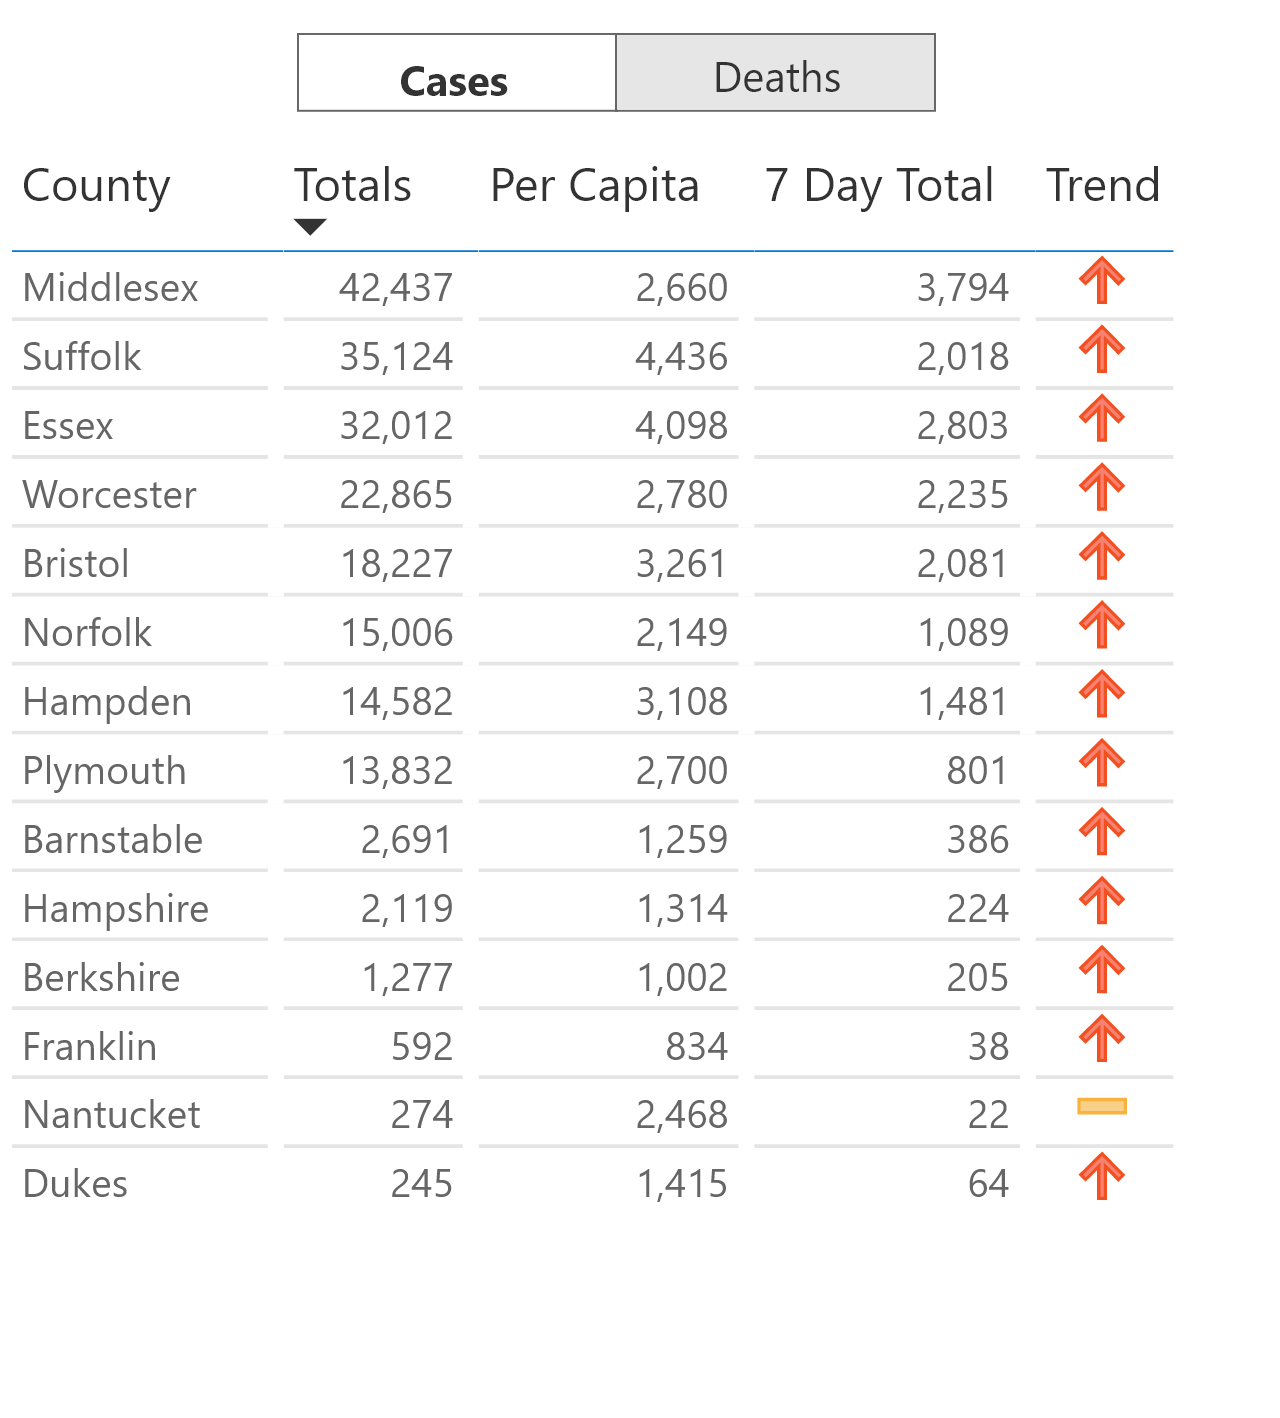 Cases Deaths
County Totals Per Capita 7 Day Total Trend
Middlesex 42,437 2,660 3,794
Suffolk 35,124 4,436 2,018
Essex 32,012 4,098 2,803
Worcester 22,865 2,780 2,235
Bristol 18,227 3,261 2,081
Norfolk 15,006 2,149 1,089
Hampden 14,582 3,108 1,481
Plymouth 13,832 2,700 801
Barnstable 2,691 1,259 386
Hampshire 2,119 1,314 224
Berkshire 1,277 1,002 205
Franklin 592 834 38
Nantucket 274 2,468 22
Dukes 245 1,415 64